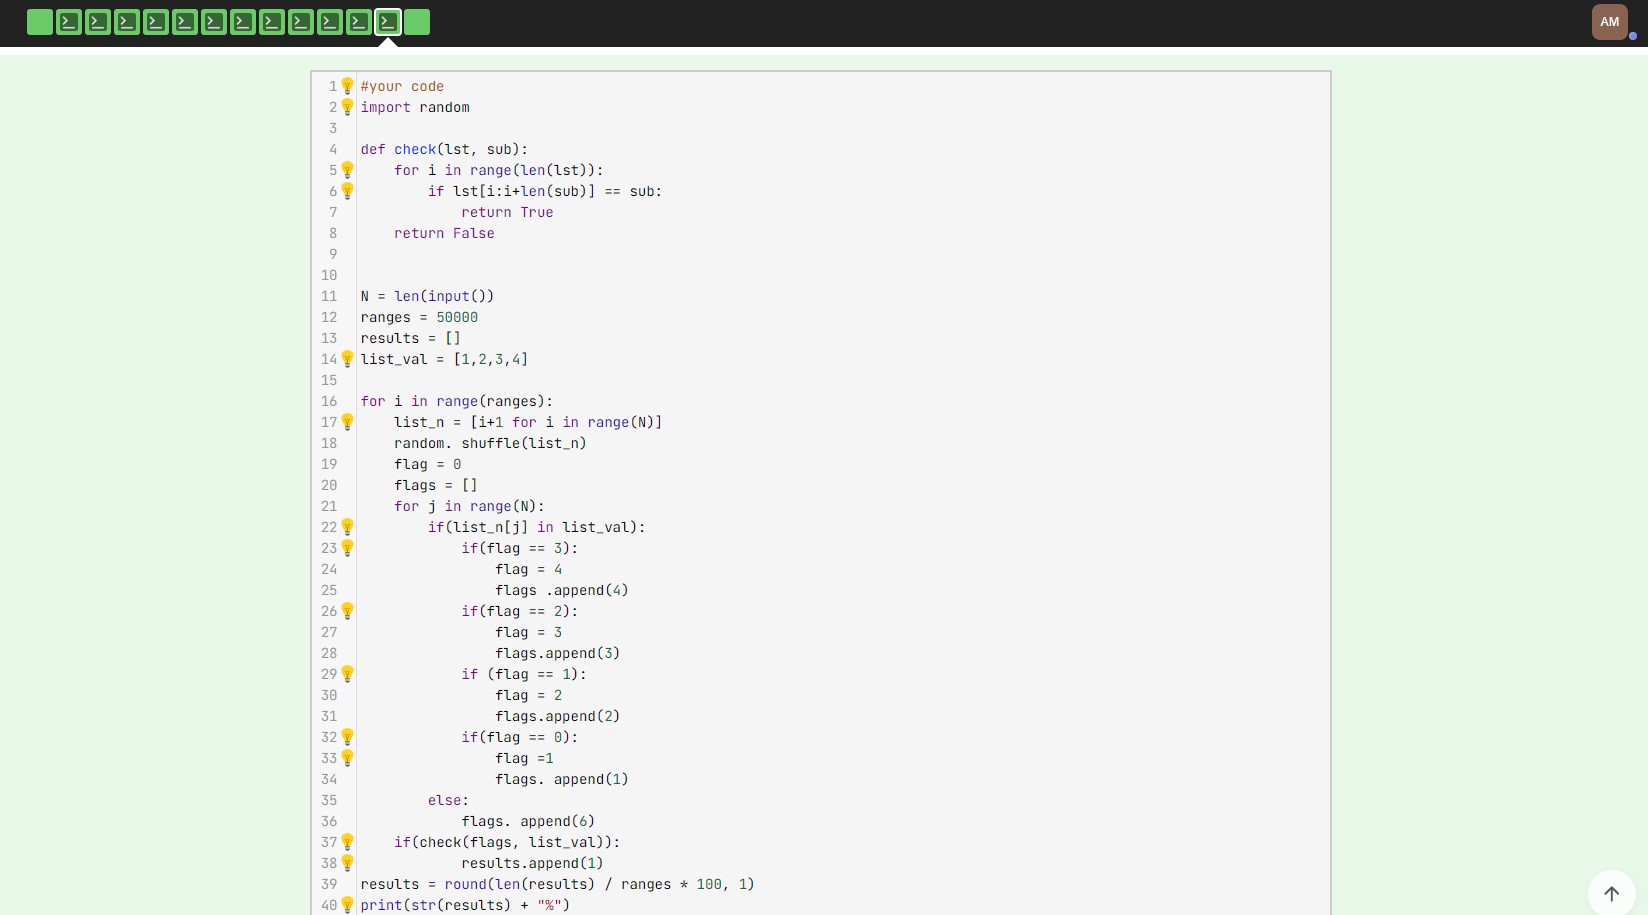 AM
1 #your code
2 import random
3
4 def check(lst, sub):
5     for i in range(len(lst)):
6         if lst[i:i+len(sub)] == sub:
7             return True
8     return False
9
10
11 N = len(input())
12 ranges = 50000
13 results = []
14 list_val = [1,2,3,4]
15
16 for i in range(ranges):
17     list_n = [i+1 for i in range(N)]
18     random. shuffle(list_n)
19     flag = 0
20     flags = []
21     for j in range(N):
22         if(list_n[j] in list_val):
23             if(flag == 3):
24                 flag = 4
25                 flags .append(4)
26             if(flag == 2):
27                 flag = 3
28                 flags.append(3)
29             if (flag == 1):
30                 flag = 2
31                 flags.append(2)
32             if(flag == 0):
33                 flag =1
34                 flags. append(1)
35         else:
36             flags. append(6)
37     if(check(flags, list_val)):
38             results.append(1)
39 results = round(len(results) / ranges * 100, 1)
40 print(str(results) + "%")